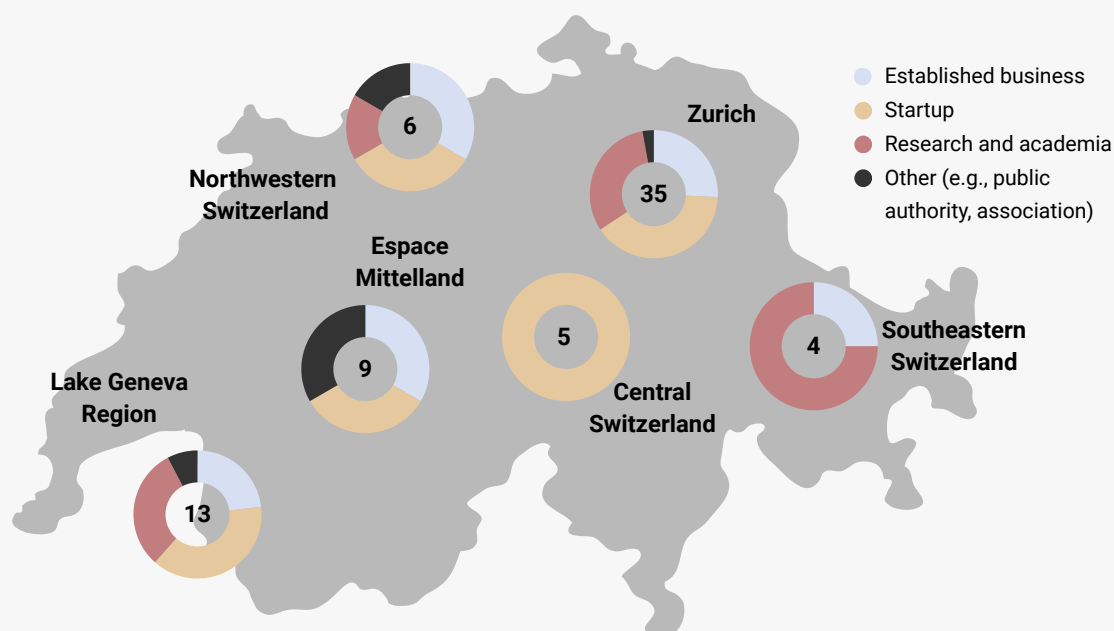 Established business
Startup
Research and academia
Other (e.g., public
authority, association)
Zurich
35
6
Northwestern
Switzerland
Espace
Mittelland
9
5
Central
Switzerland
4
Southeastern
Switzerland
Lake Geneva
Region
13